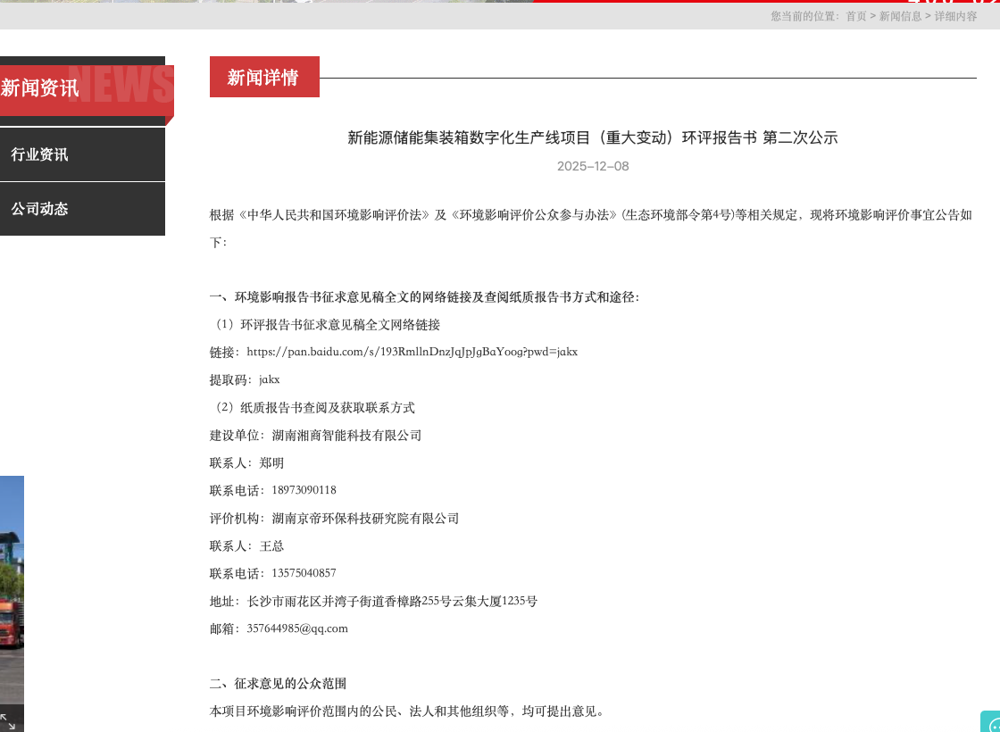 您当前的位置：首页 > 新闻信息 > 详细内容
NEWS
新闻资讯
行业资讯
公司动态
新闻详情
新能源储能集装箱数字化生产线项目（重大变动）环评报告书 第二次公示
2025-12-08
根据《中华人民共和国环境影响评价法》及《环境影响评价公众参与办法》(生态环境部令第4号)等相关规定，现将环境影响评价事宜公告如
下：
一、环境影响报告书征求意见稿全文的网络链接及查阅纸质报告书方式和途径：
（1）环评报告书征求意见稿全文网络链接
链接：https://pan.baidu.com/s/193RmllnDnzJqJpJgBaYoog?pwd=jakx
提取码：jakx
（2）纸质报告书查阅及获取联系方式
建设单位：湖南湘商智能科技有限公司
联系人：郑明
联系电话：18973090118
评价机构：湖南京帝环保科技研究院有限公司
联系人：王总
联系电话：13575040857
地址：长沙市雨花区井湾子街道香樟路255号云集大厦1235号
邮箱：357644985@qq.com
二、征求意见的公众范围
本项目环境影响评价范围内的公民、法人和其他组织等，均可提出意见。